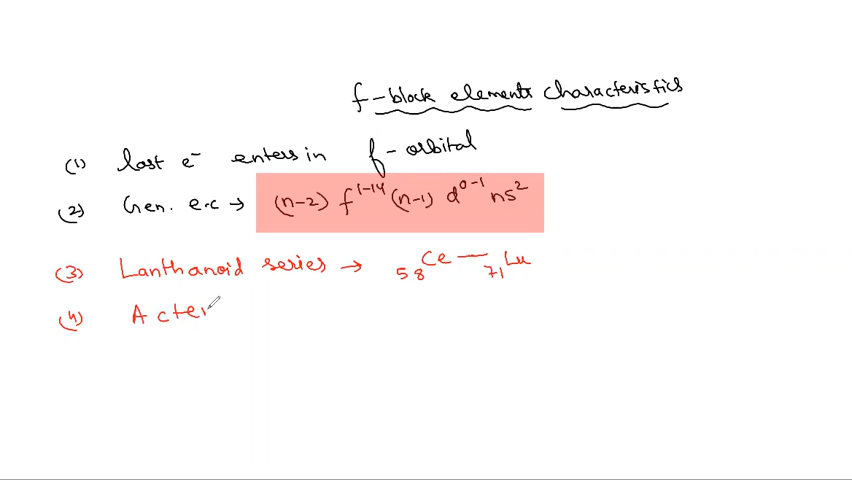 f-block elements characteristics
(1) last e⁻ enters in f-orbital
(2) Gen. e.c → (n-2) f¹⁻¹⁴ (n-1) d⁰⁻¹ ns²
(3) Lanthanoid series → ₅₈Ce — ₇₁Lu
(4) Acter